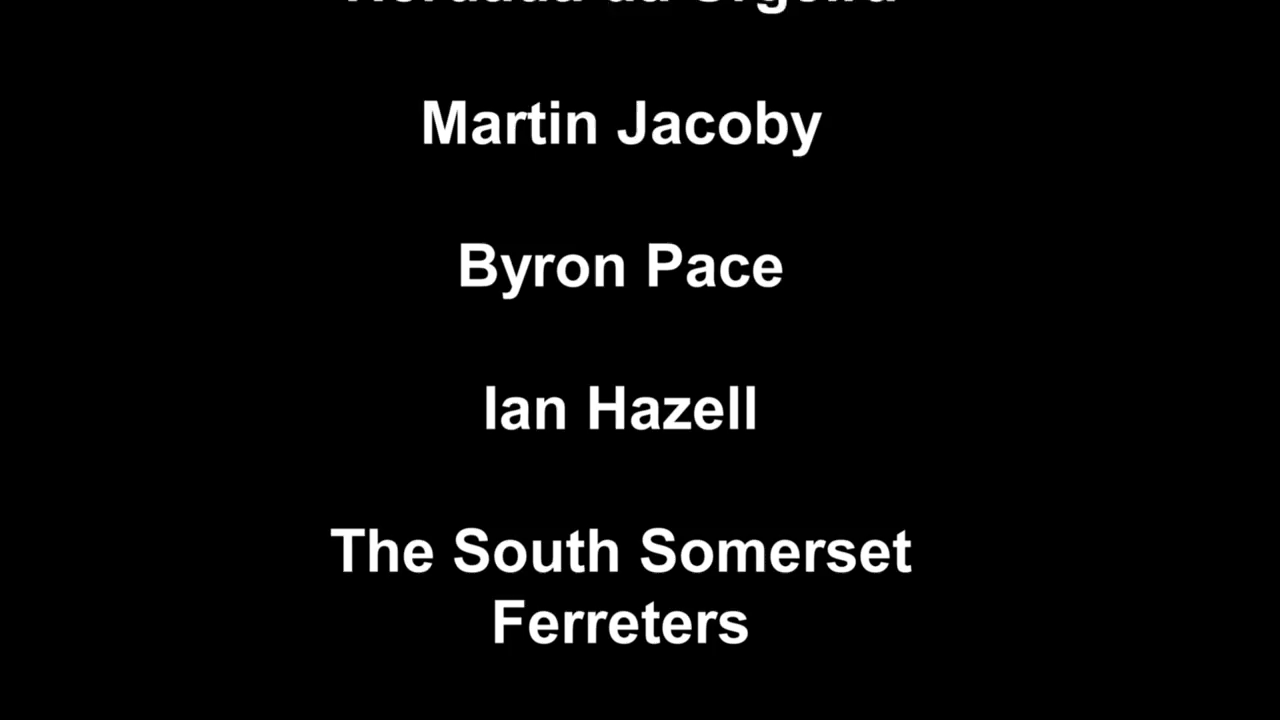 Martin Jacoby
Byron Pace
Ian Hazell
The South Somerset
Ferreters